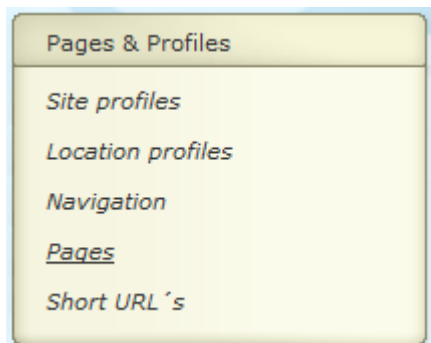 Pages & Profiles
Site profiles
Location profiles
Navigation
Pages
Short URL´s